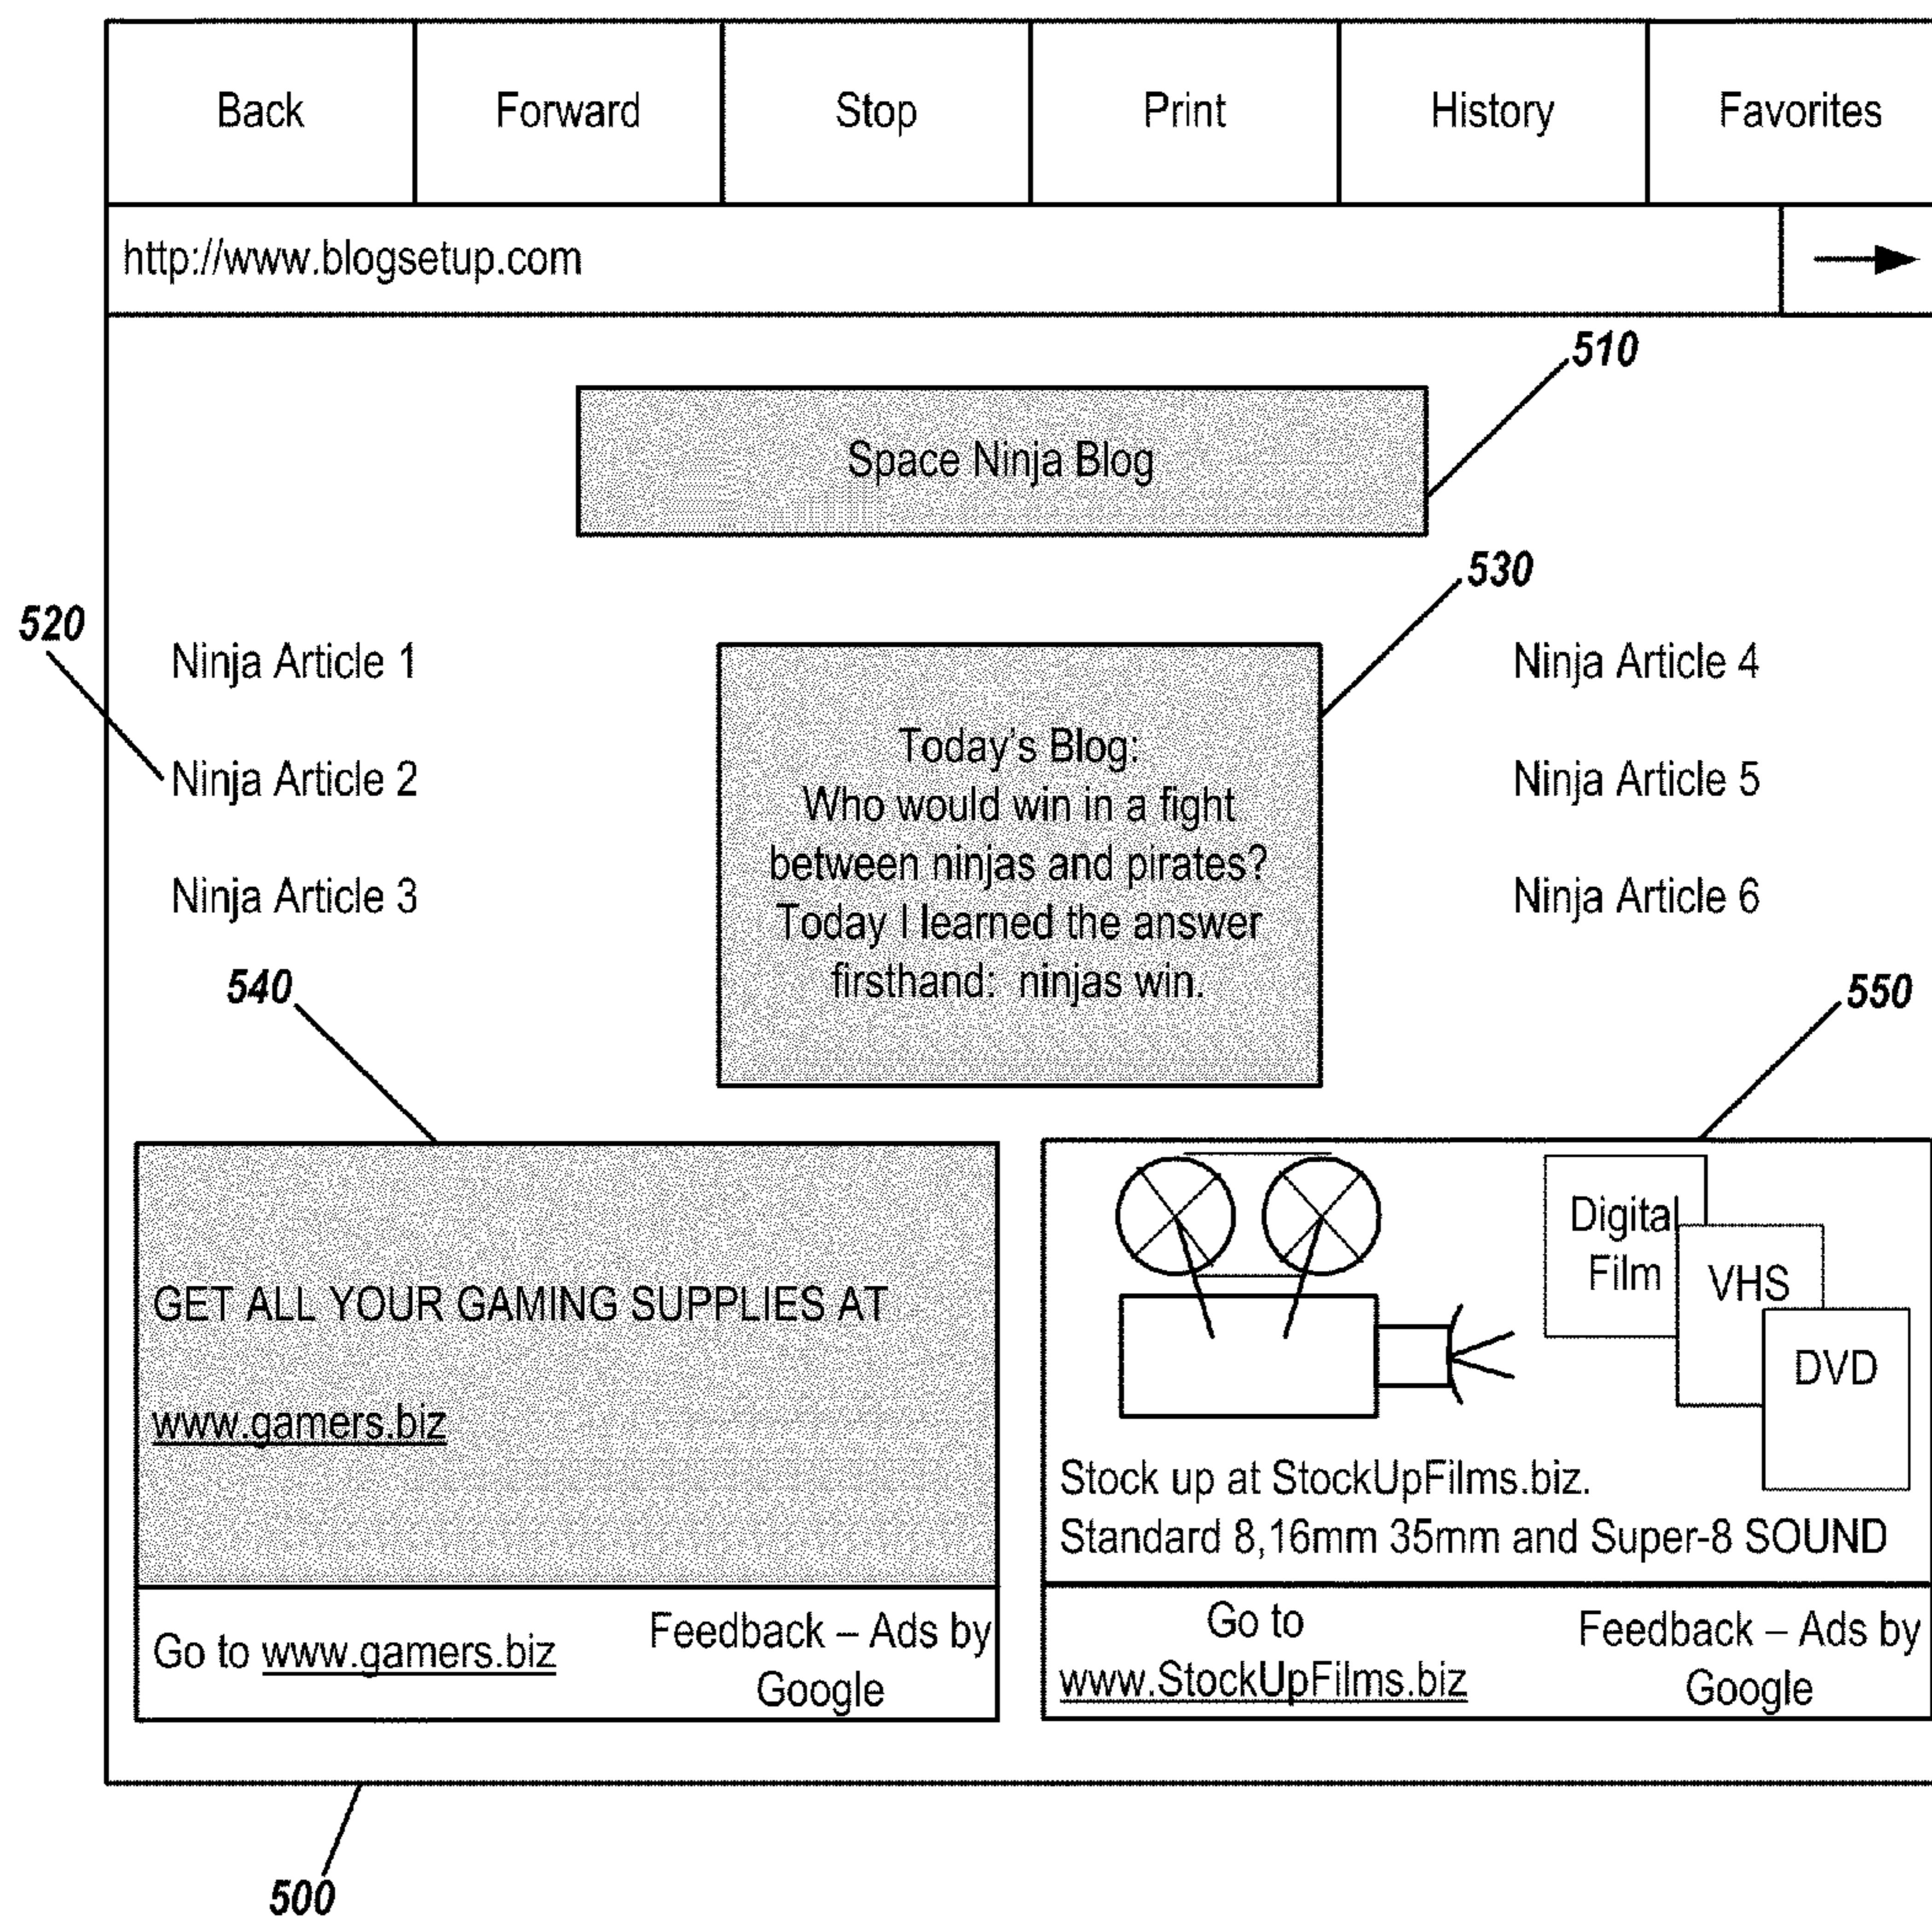 Back Forward Stop Print History Favorites
http://www.blogsetup.com
510
Space Ninja Blog
530
520
Ninja Article 1
Ninja Article 2
Ninja Article 3
Today's Blog:
Who would win in a fight
between ninjas and pirates?
Today I learned the answer
firsthand: ninjas win.
Ninja Article 4
Ninja Article 5
Ninja Article 6
540
550
GET ALL YOUR GAMING SUPPLIES AT
www.gamers.biz
Go to www.gamers.biz
Feedback – Ads by
Google
Digital
Film
VHS
DVD
Stock up at StockUpFilms.biz.
Standard 8,16mm 35mm and Super-8 SOUND
Go to
www.StockUpFilms.biz
Feedback – Ads by
Google
500